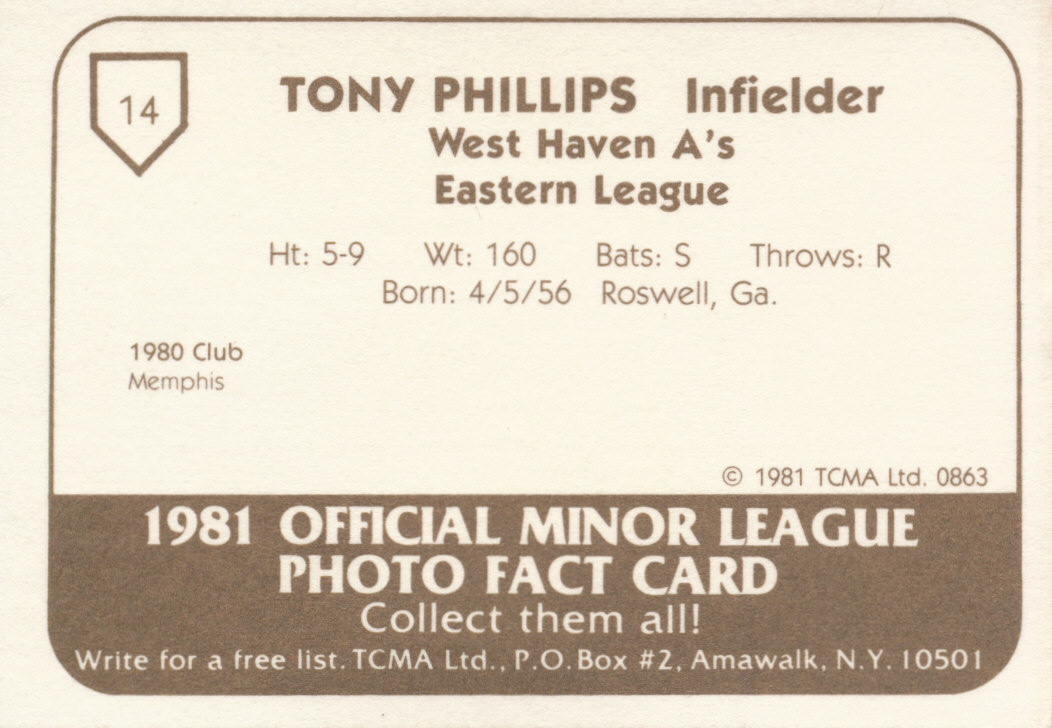 14
TONY PHILLIPS Infielder
West Haven A's
Eastern League
Ht: 5-9 Wt: 160 Bats: S Throws: R
Born: 4/5/56 Roswell, Ga.
1980 Club
Memphis
© 1981 TCMA Ltd. 0863
1981 OFFICIAL MINOR LEAGUE
PHOTO FACT CARD
Collect them all!
Write for a free list. TCMA Ltd., P.O. Box #2, Amawalk, N.Y. 10501